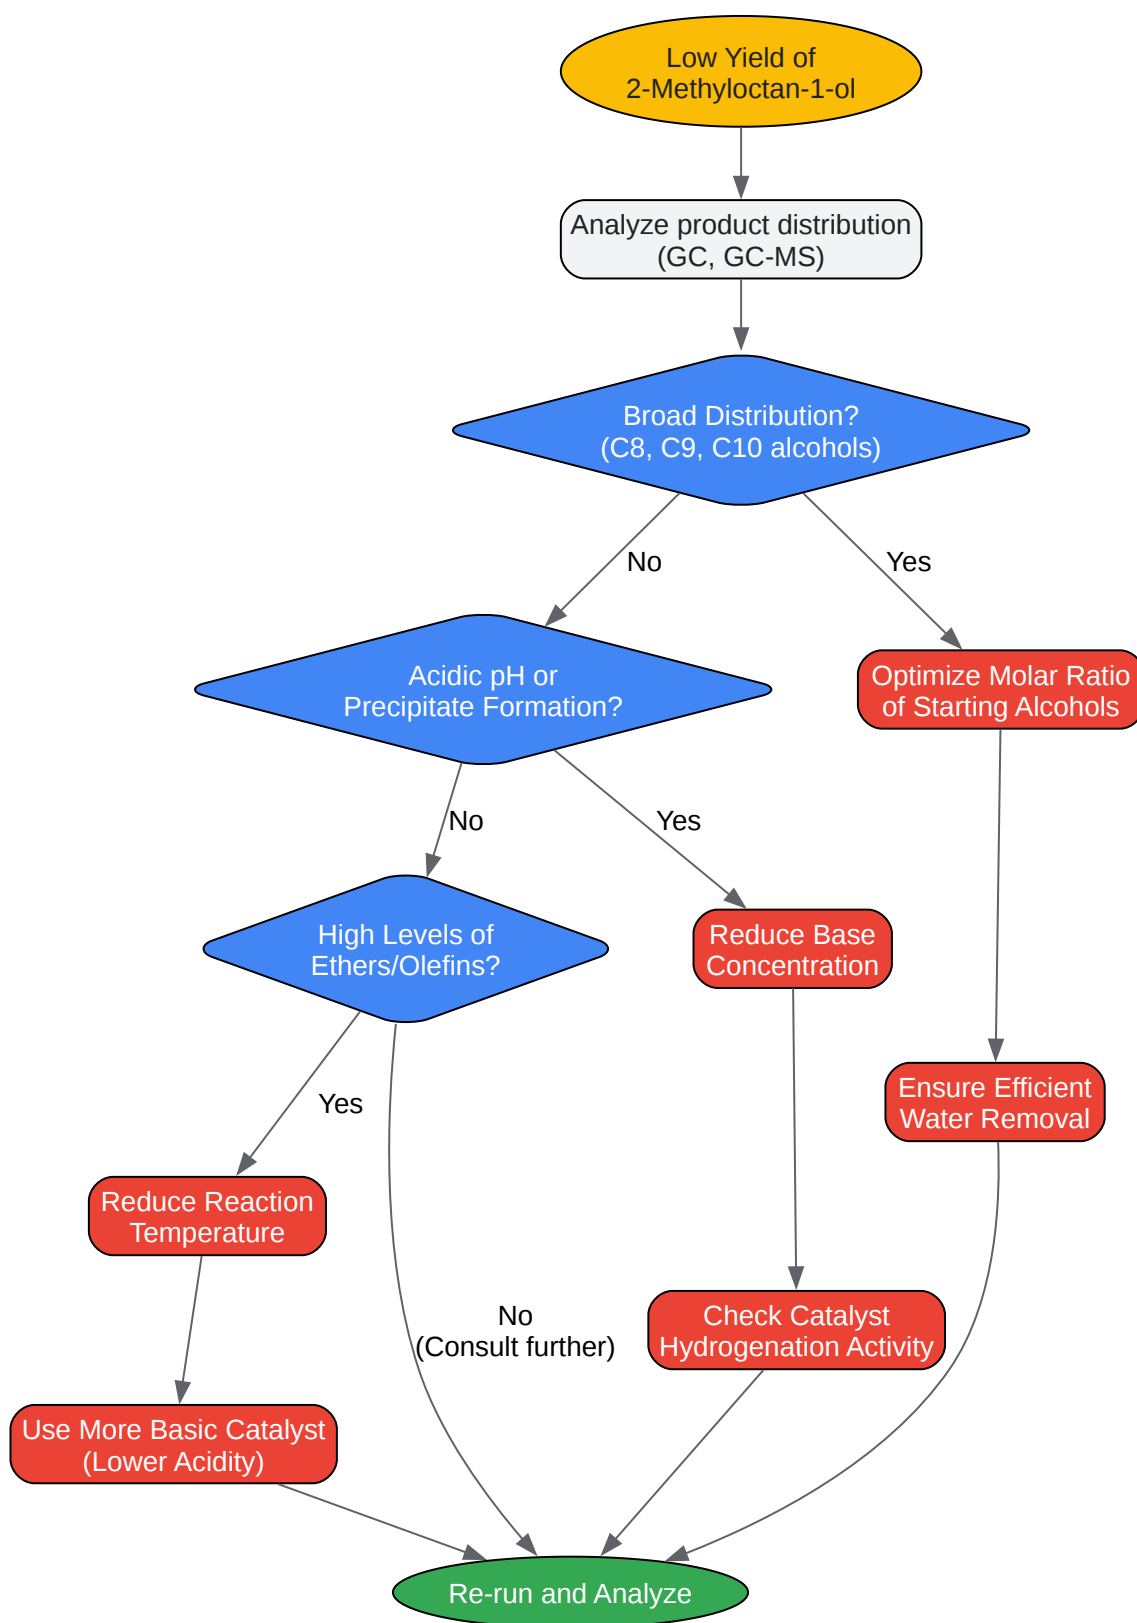 Low Yield of
2-Methyloctan-1-ol
Analyze product distribution
(GC, GC-MS)
Broad Distribution?
(C8, C9, C10 alcohols)
No
Yes
Acidic pH or
Precipitate Formation?
Optimize Molar Ratio
of Starting Alcohols
No
Yes
High Levels of
Ethers/Olefins?
Reduce Base
Concentration
Ensure Efficient
Water Removal
Yes
Reduce Reaction
Temperature
No
(Consult further)
Check Catalyst
Hydrogenation Activity
Use More Basic Catalyst
(Lower Acidity)
Re-run and Analyze